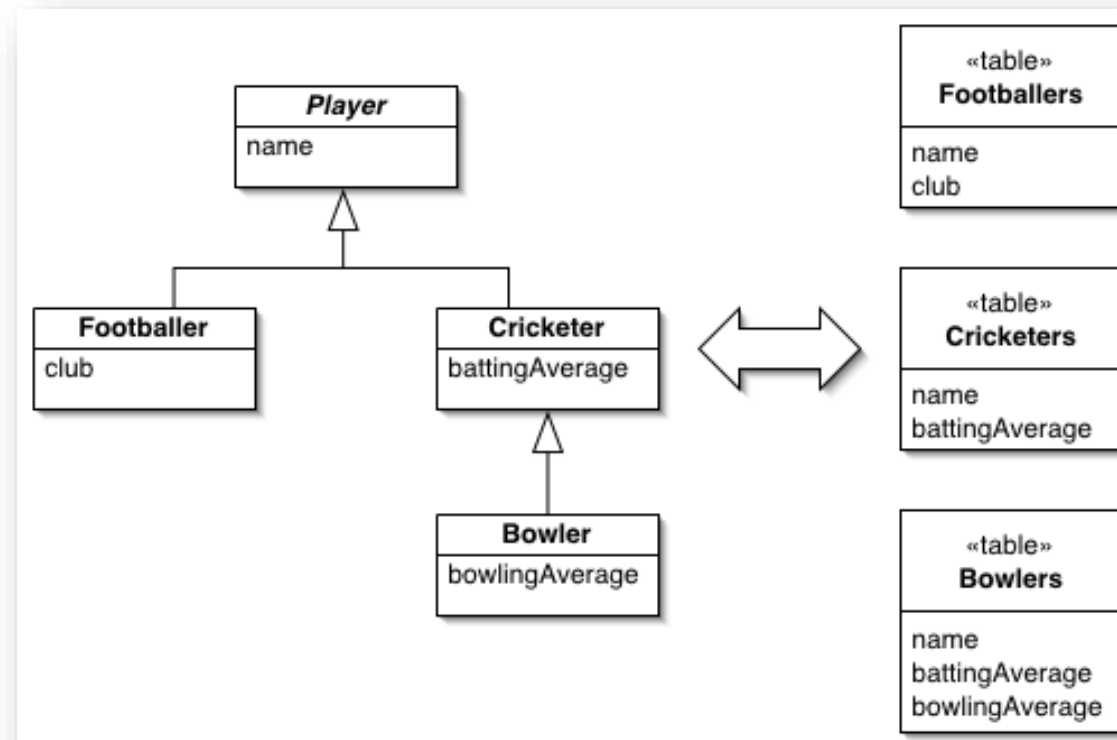 Player
name
Footballer
club
Cricketer
battingAverage
Bowler
bowlingAverage
«table»
Footballers
name
club
«table»
Cricketers
name
battingAverage
«table»
Bowlers
name
battingAverage
bowlingAverage